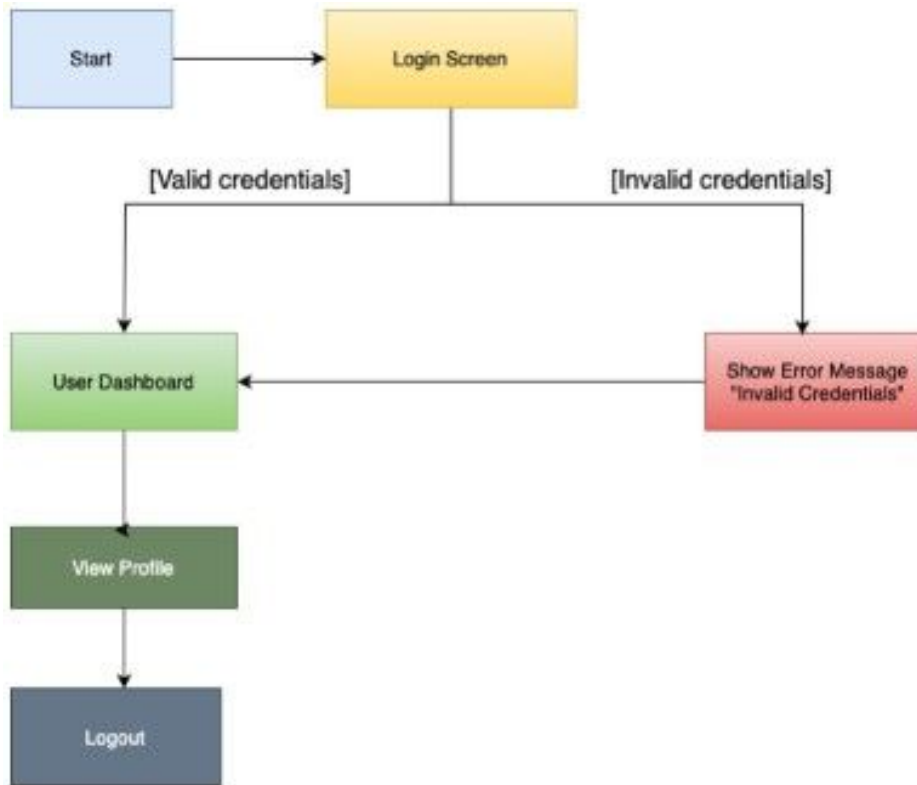 Start
Login Screen
[Valid credentials]
[Invalid credentials]
User Dashboard
Show Error Message
"Invalid Credentials"
View Profile
Logout